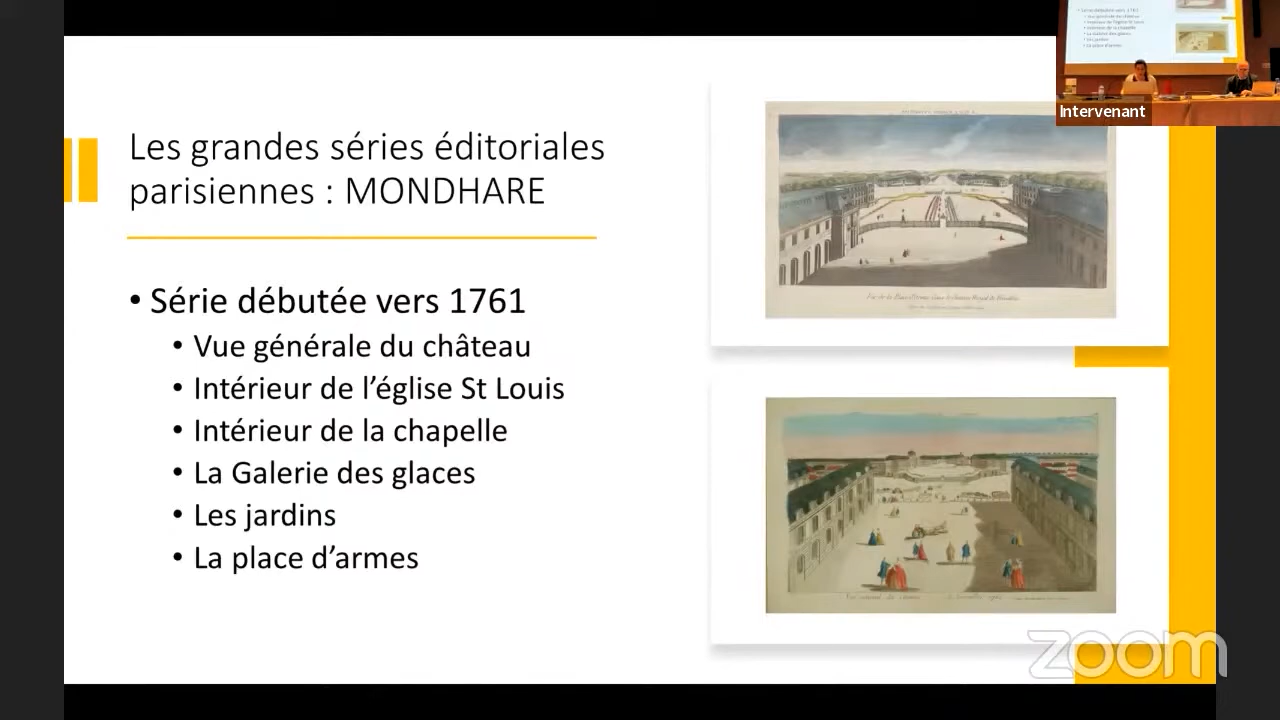 Les grandes séries éditoriales
parisiennes : MONDHARE
• Série débutée vers 1761
• Vue générale du château
• Intérieur de l'église St Louis
• Intérieur de la chapelle
• La Galerie des glaces
• Les jardins
• La place d'armes
Intervenant
zoom